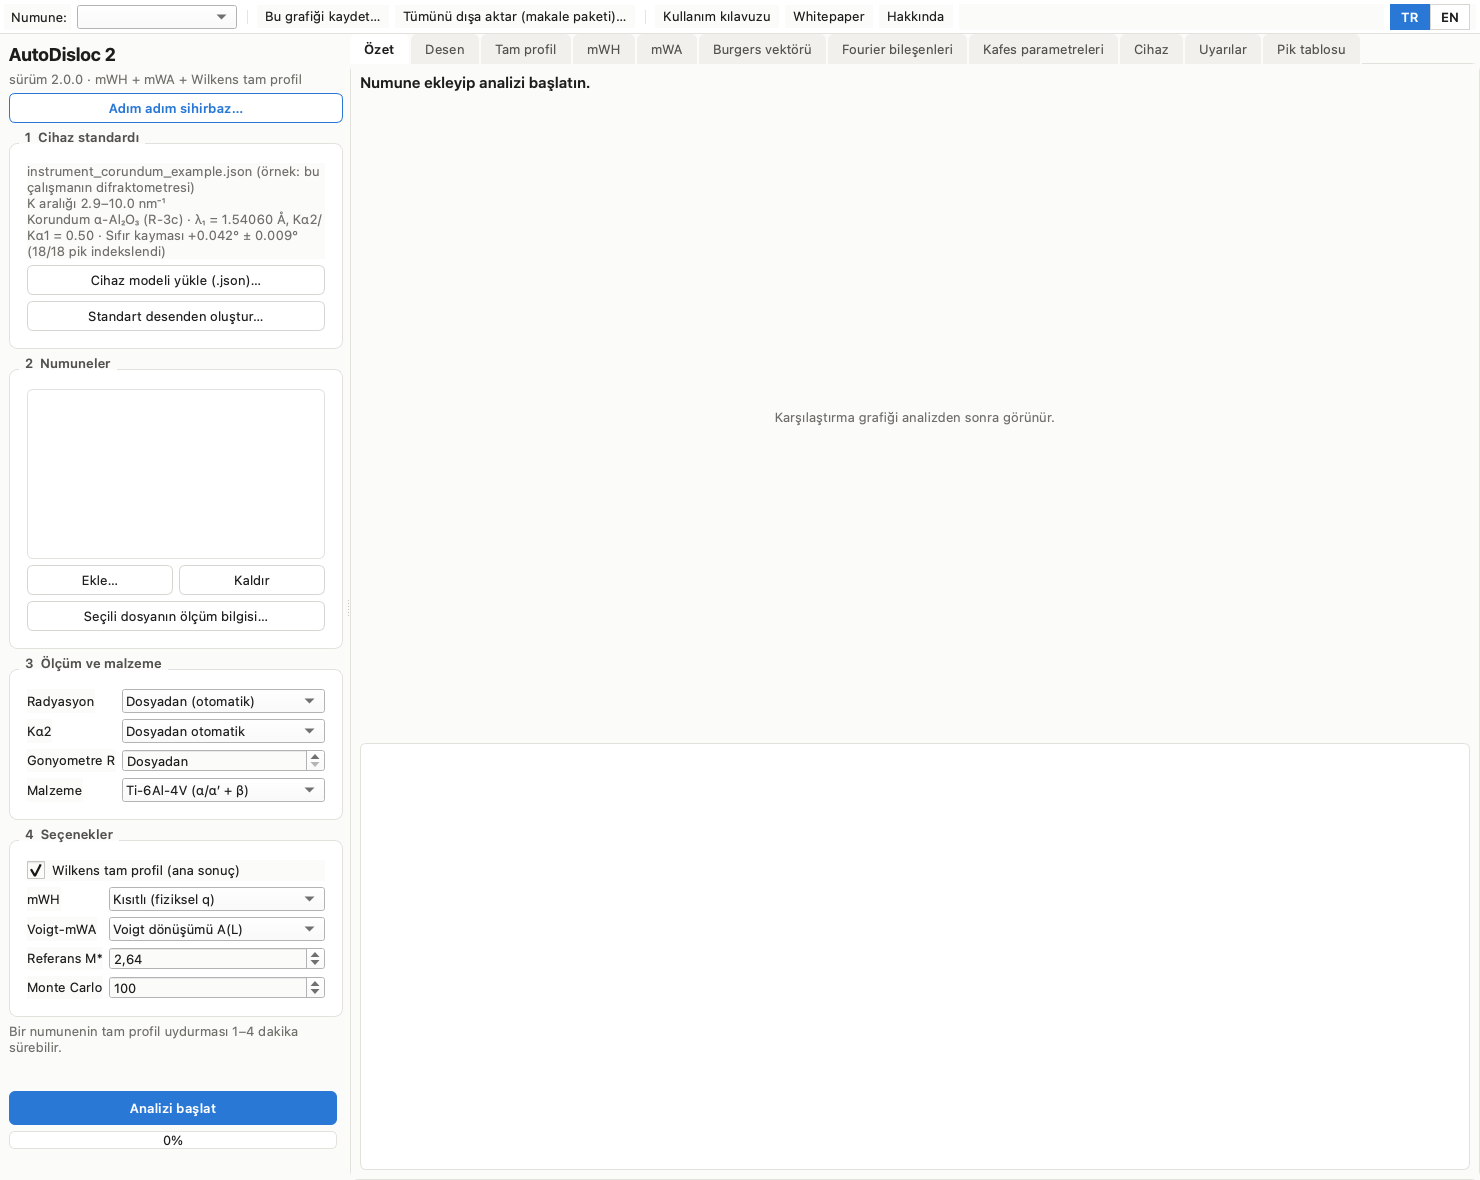 Numune:
Bu grafiği kaydet...
Tümünü dışa aktar (makale paketi)...
Kullanım kılavuzu
Whitepaper
Hakkında
TR
EN
AutoDisloc 2
sürüm 2.0.0 · mWH + mWA + Wilkens tam profil
Adım adım sihirbaz...
1 Cihaz standardı
instrument_corundum_example.json (örnek: bu
çalışmanın difraktometresi)
K aralığı 2.9–10.0 nm⁻¹
Korundum α-Al₂O₃ (R-3c) · λ₁ = 1.54060 Å, Kα2/
Kα1 = 0.50 · Sıfır kayması +0.042° ± 0.009°
(18/18 pik indekslendi)
Cihaz modeli yükle (.json)...
Standart desenden oluştur...
2 Numuneler
Ekle...
Kaldır
Seçili dosyanın ölçüm bilgisi...
3 Ölçüm ve malzeme
Radyasyon
Dosyadan (otomatik)
Kα2
Dosyadan otomatik
Gonyometre R
Dosyadan
Malzeme
Ti-6Al-4V (α/α′ + β)
4 Seçenekler
Wilkens tam profil (ana sonuç)
mWH
Kısıtlı (fiziksel q)
Voigt-mWA
Voigt dönüşümü A(L)
Referans M*
2,64
Monte Carlo
100
Bir numunenin tam profil uydurması 1–4 dakika
sürebilir.
Analizi başlat
0%
Özet
Desen
Tam profil
mWH
mWA
Burgers vektörü
Fourier bileşenleri
Kafes parametreleri
Cihaz
Uyarılar
Pik tablosu
Numune ekleyip analizi başlatın.
Karşılaştırma grafiği analizden sonra görünür.